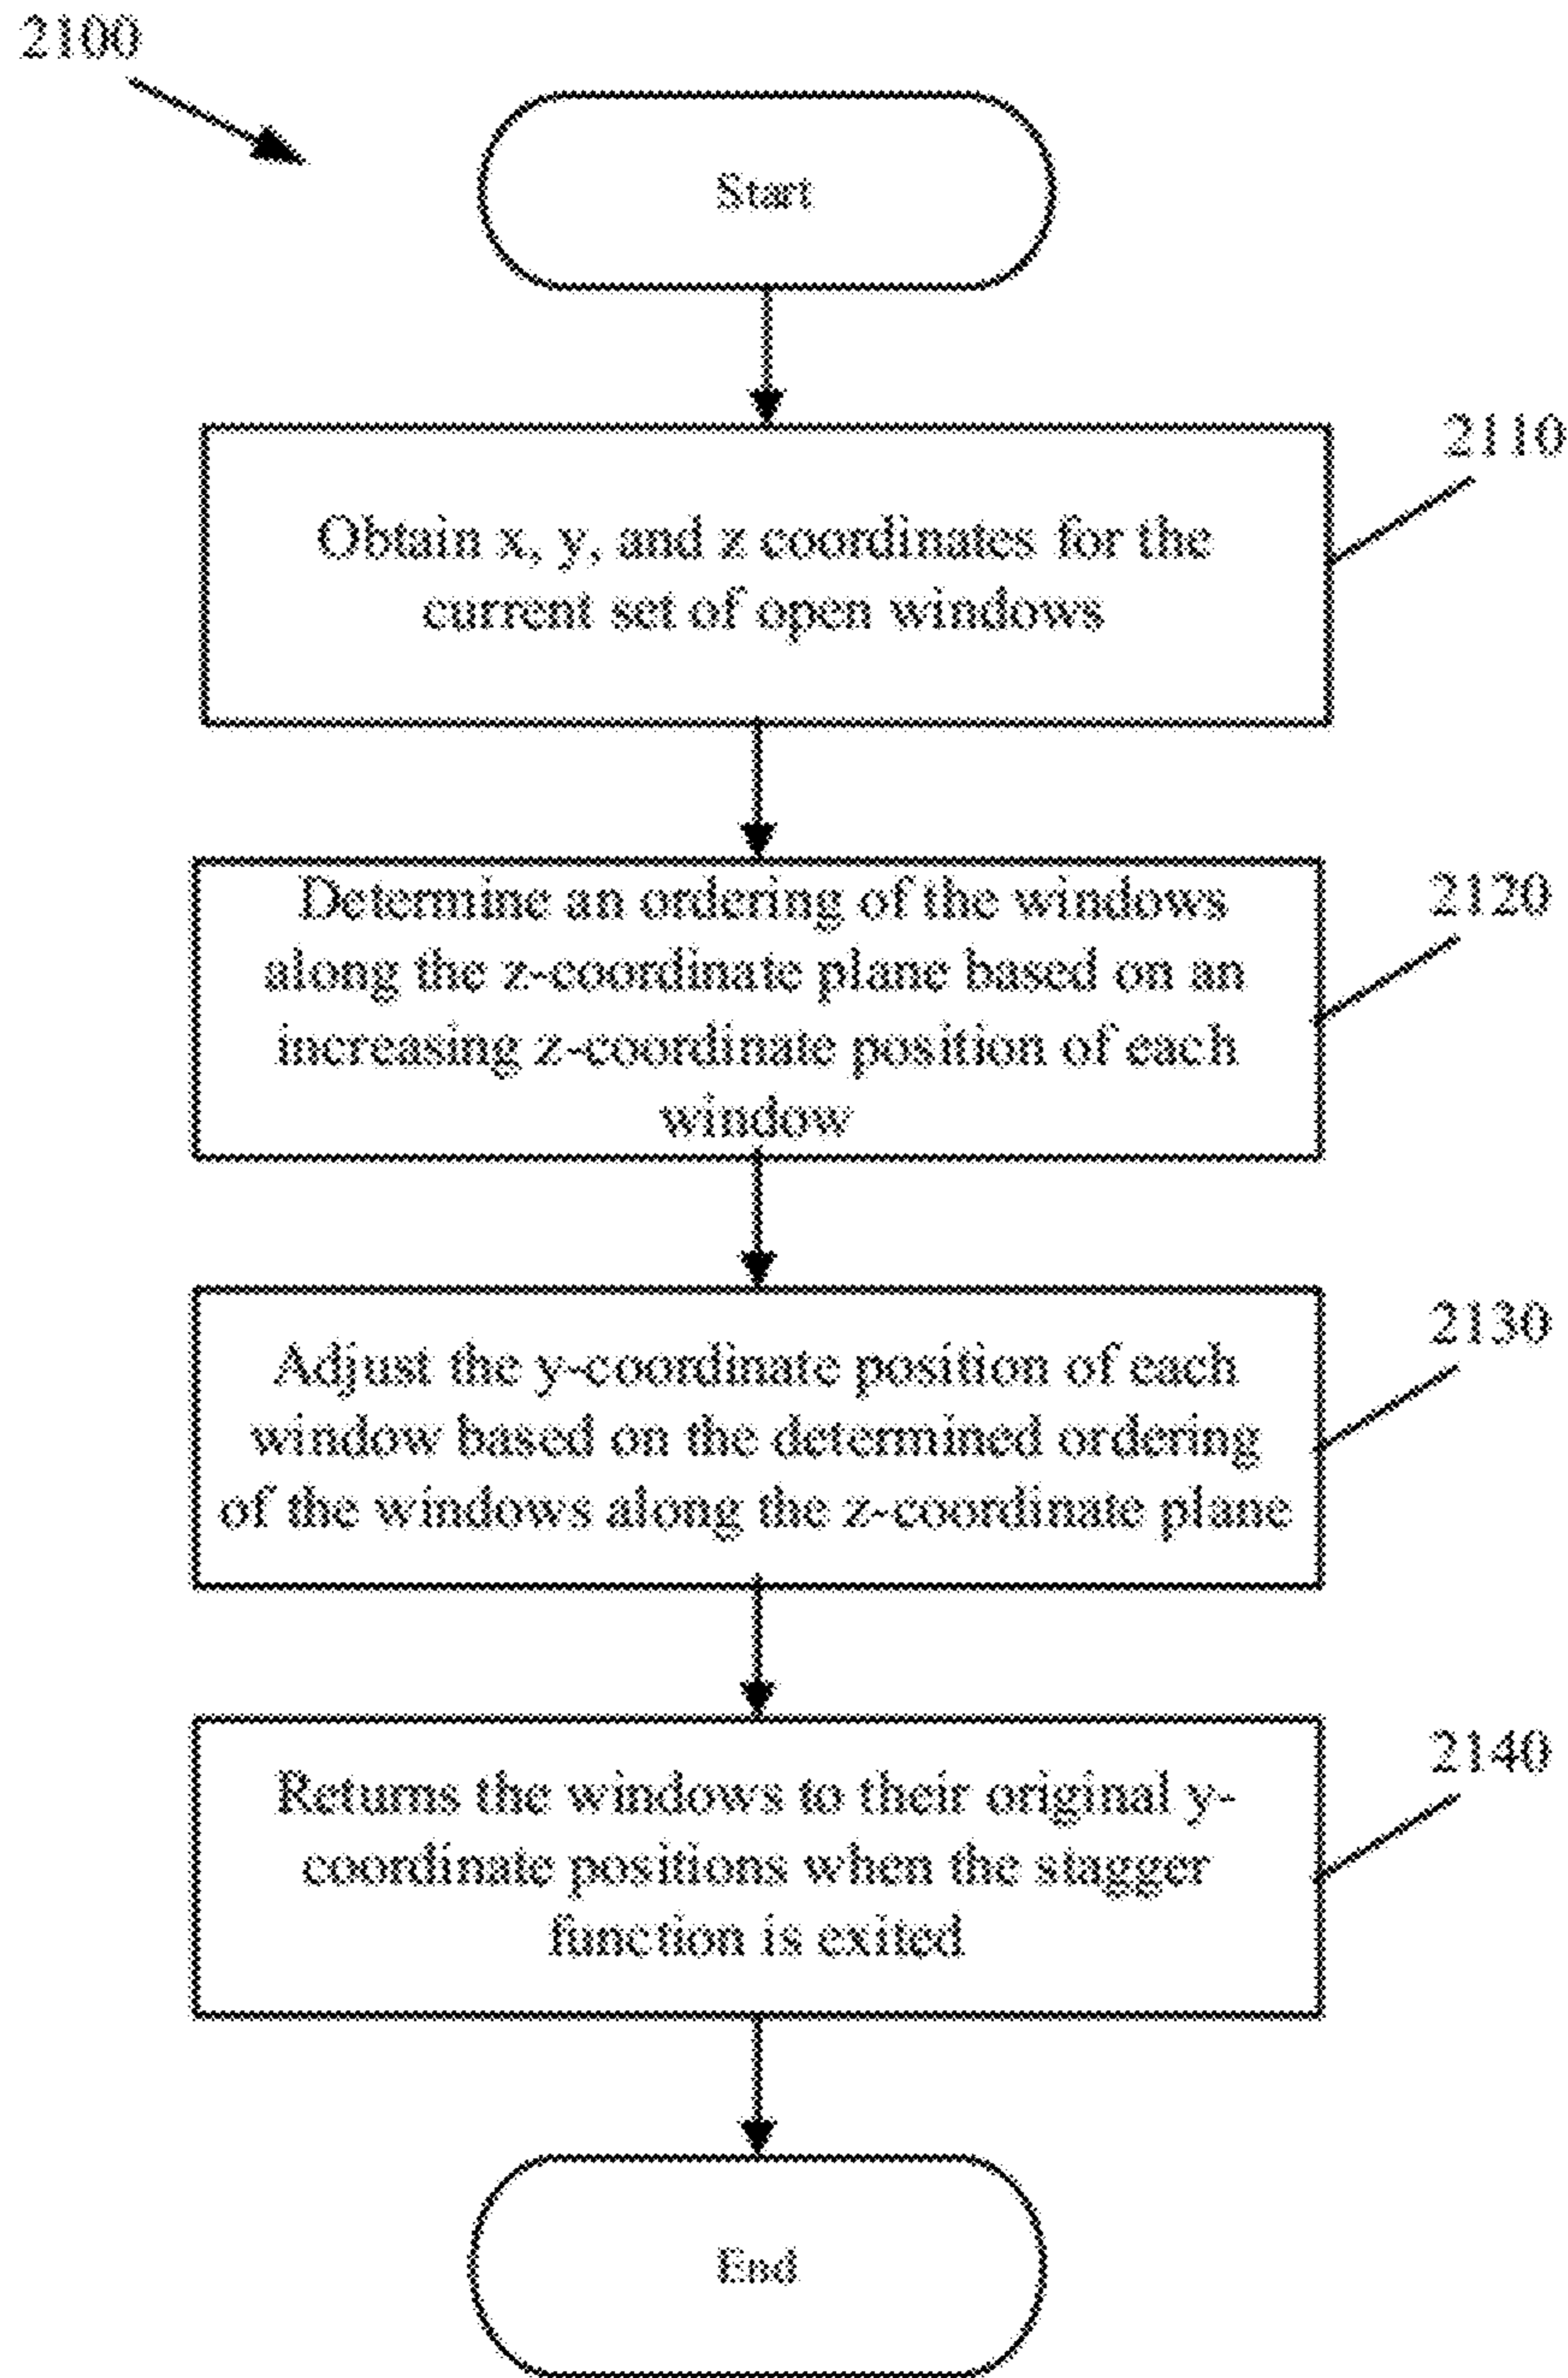 2100
Start
2110
Obtain x, y, and z coordinates for the
current set of open windows
2120
Determine an ordering of the windows
along the z-coordinate plane based on an
increasing z-coordinate position of each
window
2130
Adjust the y-coordinate position of each
window based on the determined ordering
of the windows along the z-coordinate plane
2140
Returns the windows to their original y-
coordinate positions when the stagger
function is exited
End